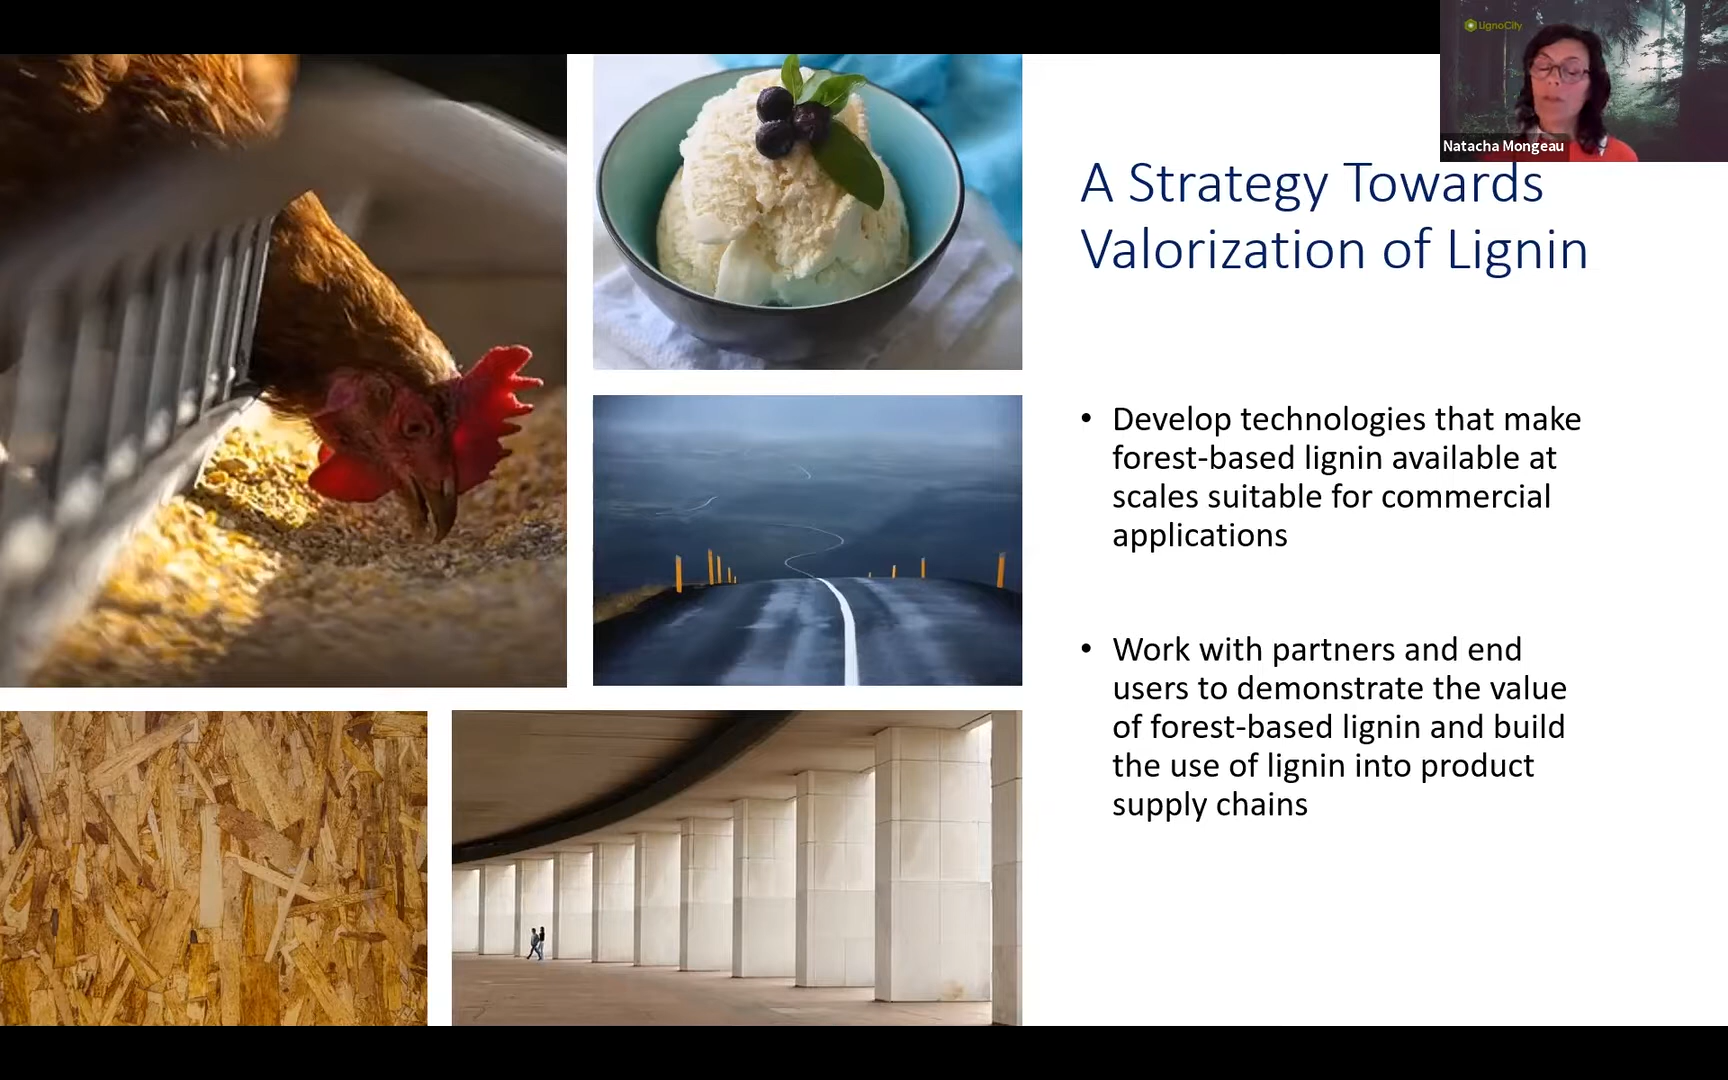 LignoCity
Natacha Mongeau
A Strategy Towards
Valorization of Lignin
• Develop technologies that make
forest-based lignin available at
scales suitable for commercial
applications
• Work with partners and end
users to demonstrate the value
of forest-based lignin and build
the use of lignin into product
supply chains